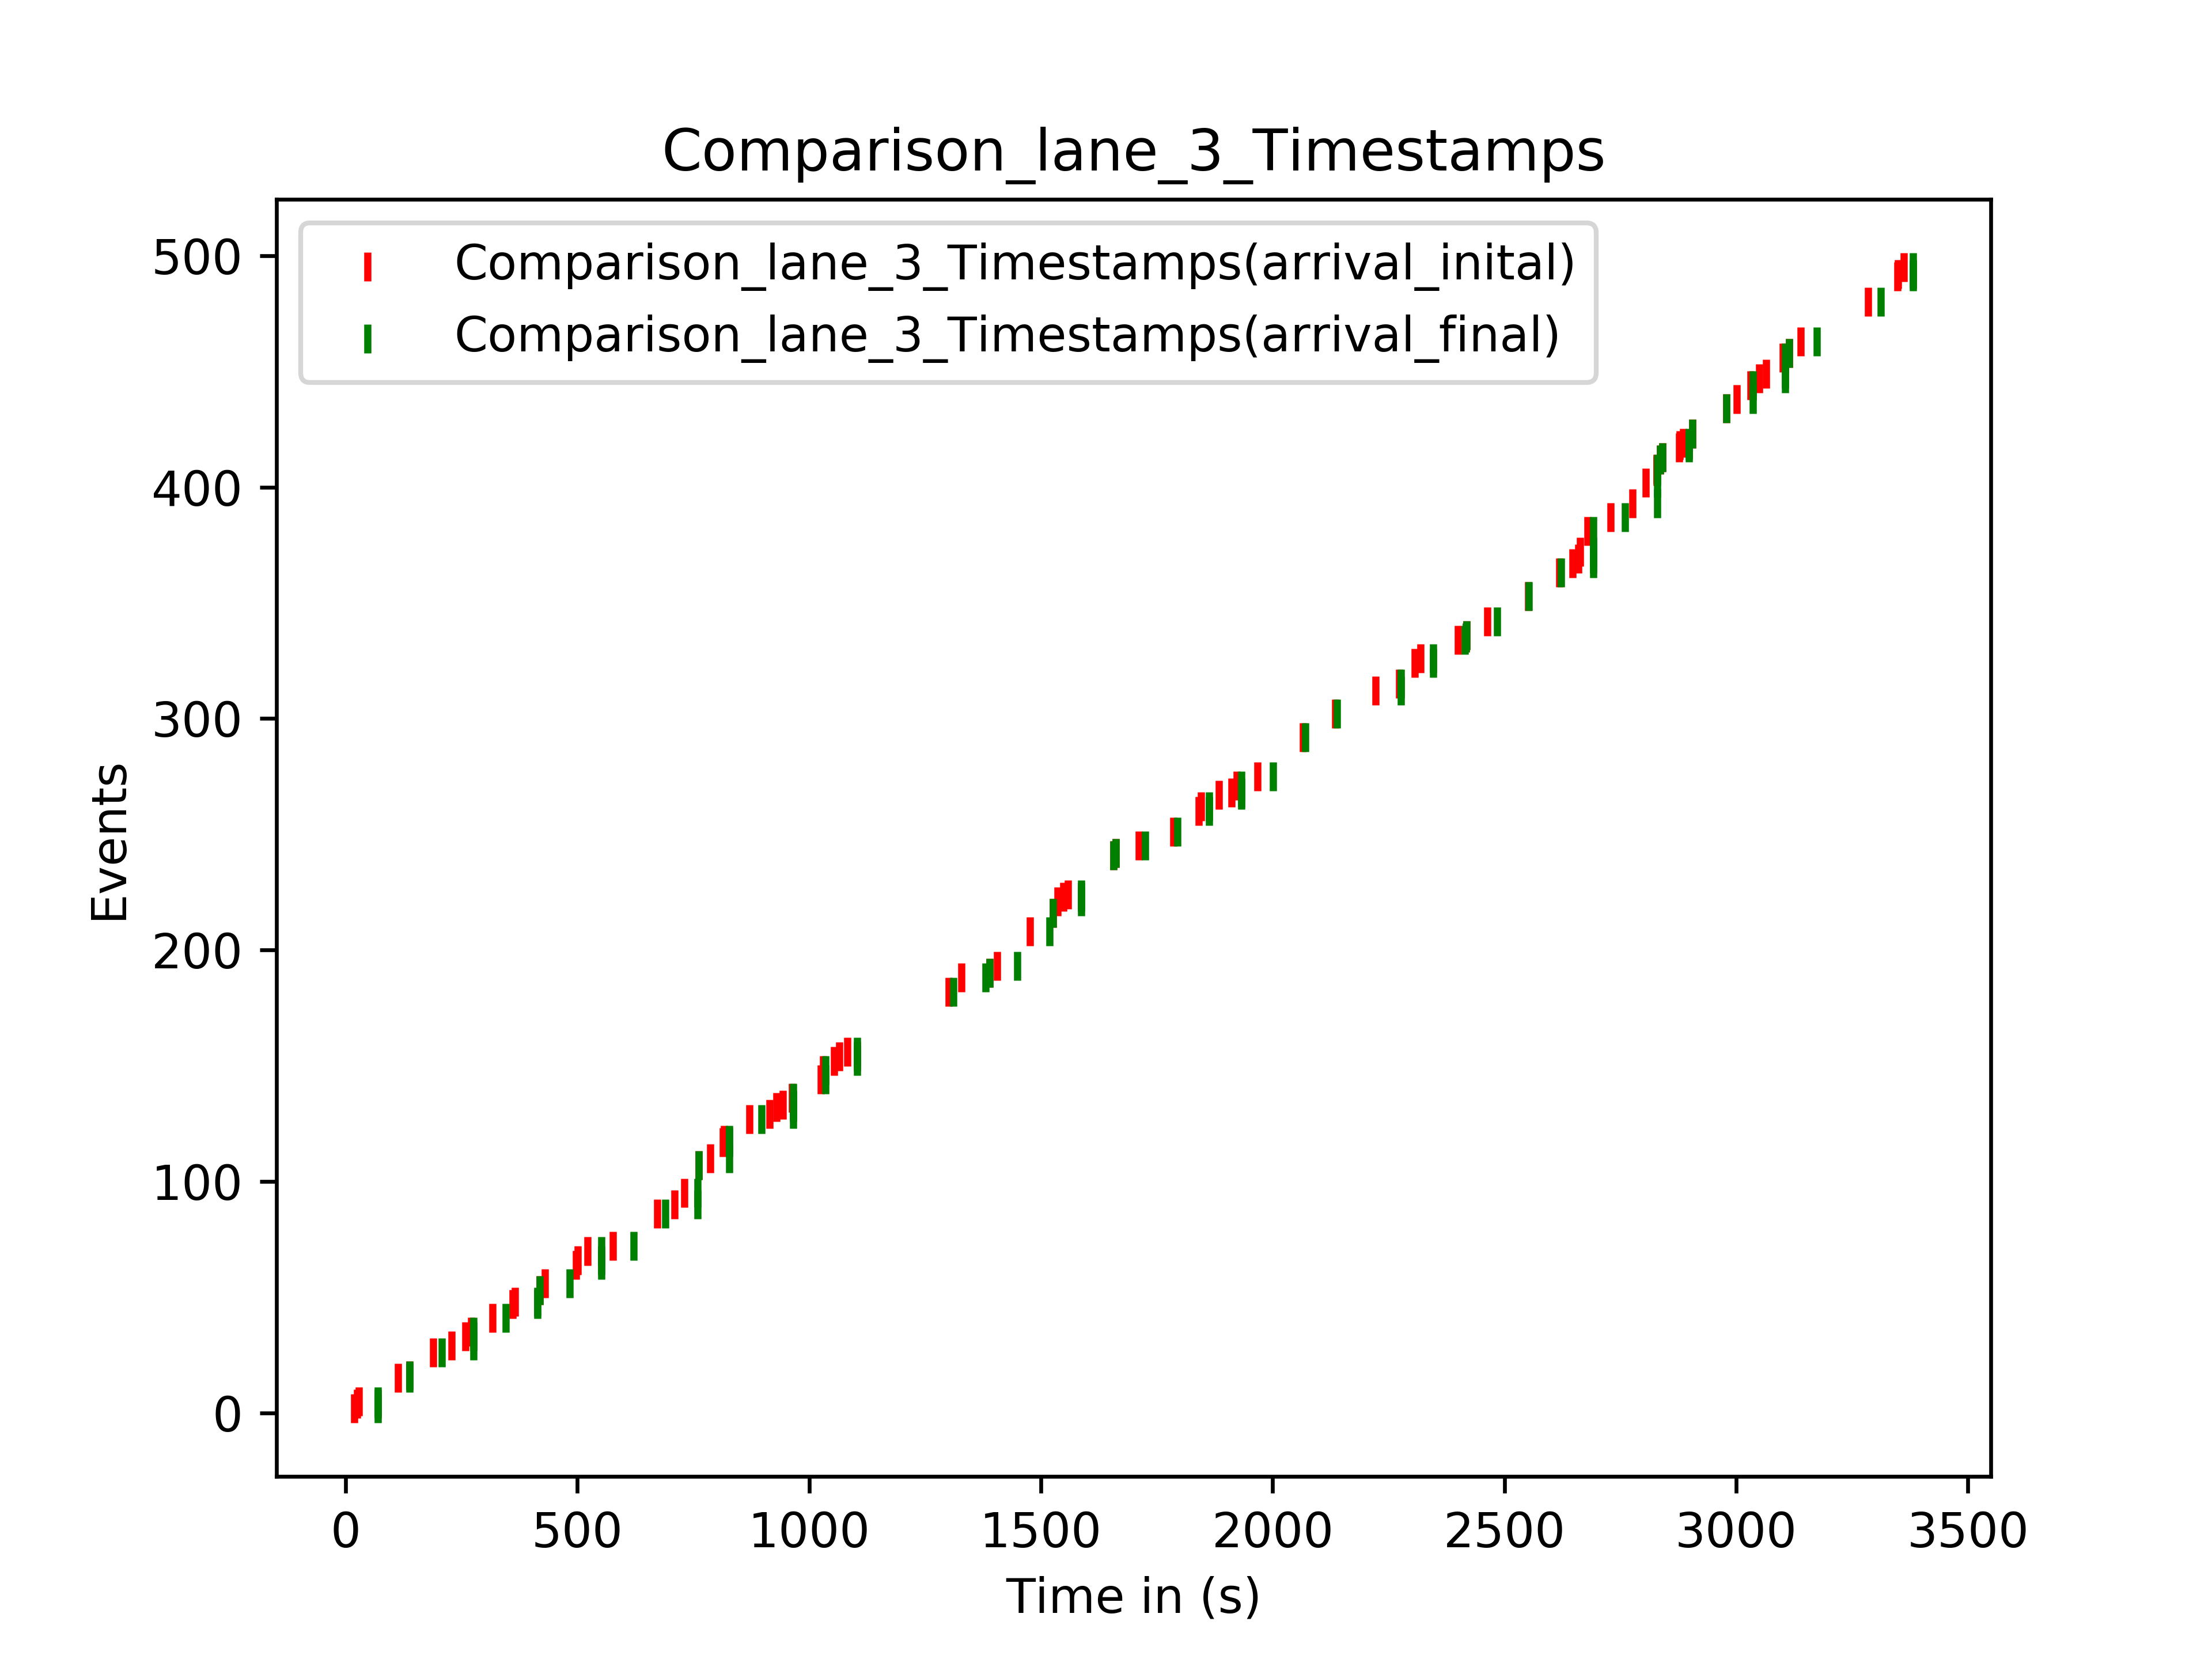 Comparison_lane_3_Timestamps
Comparison_lane_3_Timestamps(arrival_inital)
Comparison_lane_3_Timestamps(arrival_final)
500
400
300
200
100
0
Events
0 500 1000 1500 2000 2500 3000 3500
Time in (s)